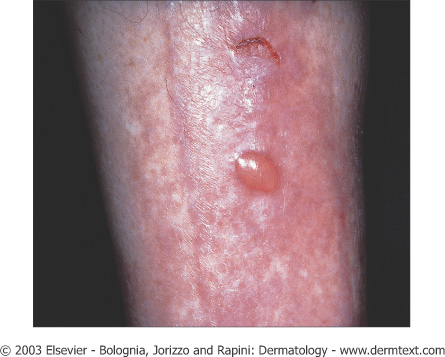 © 2003 Elsevier - Bolognia, Jorizzo and Rapini: Dermatology - www.dermtext.com